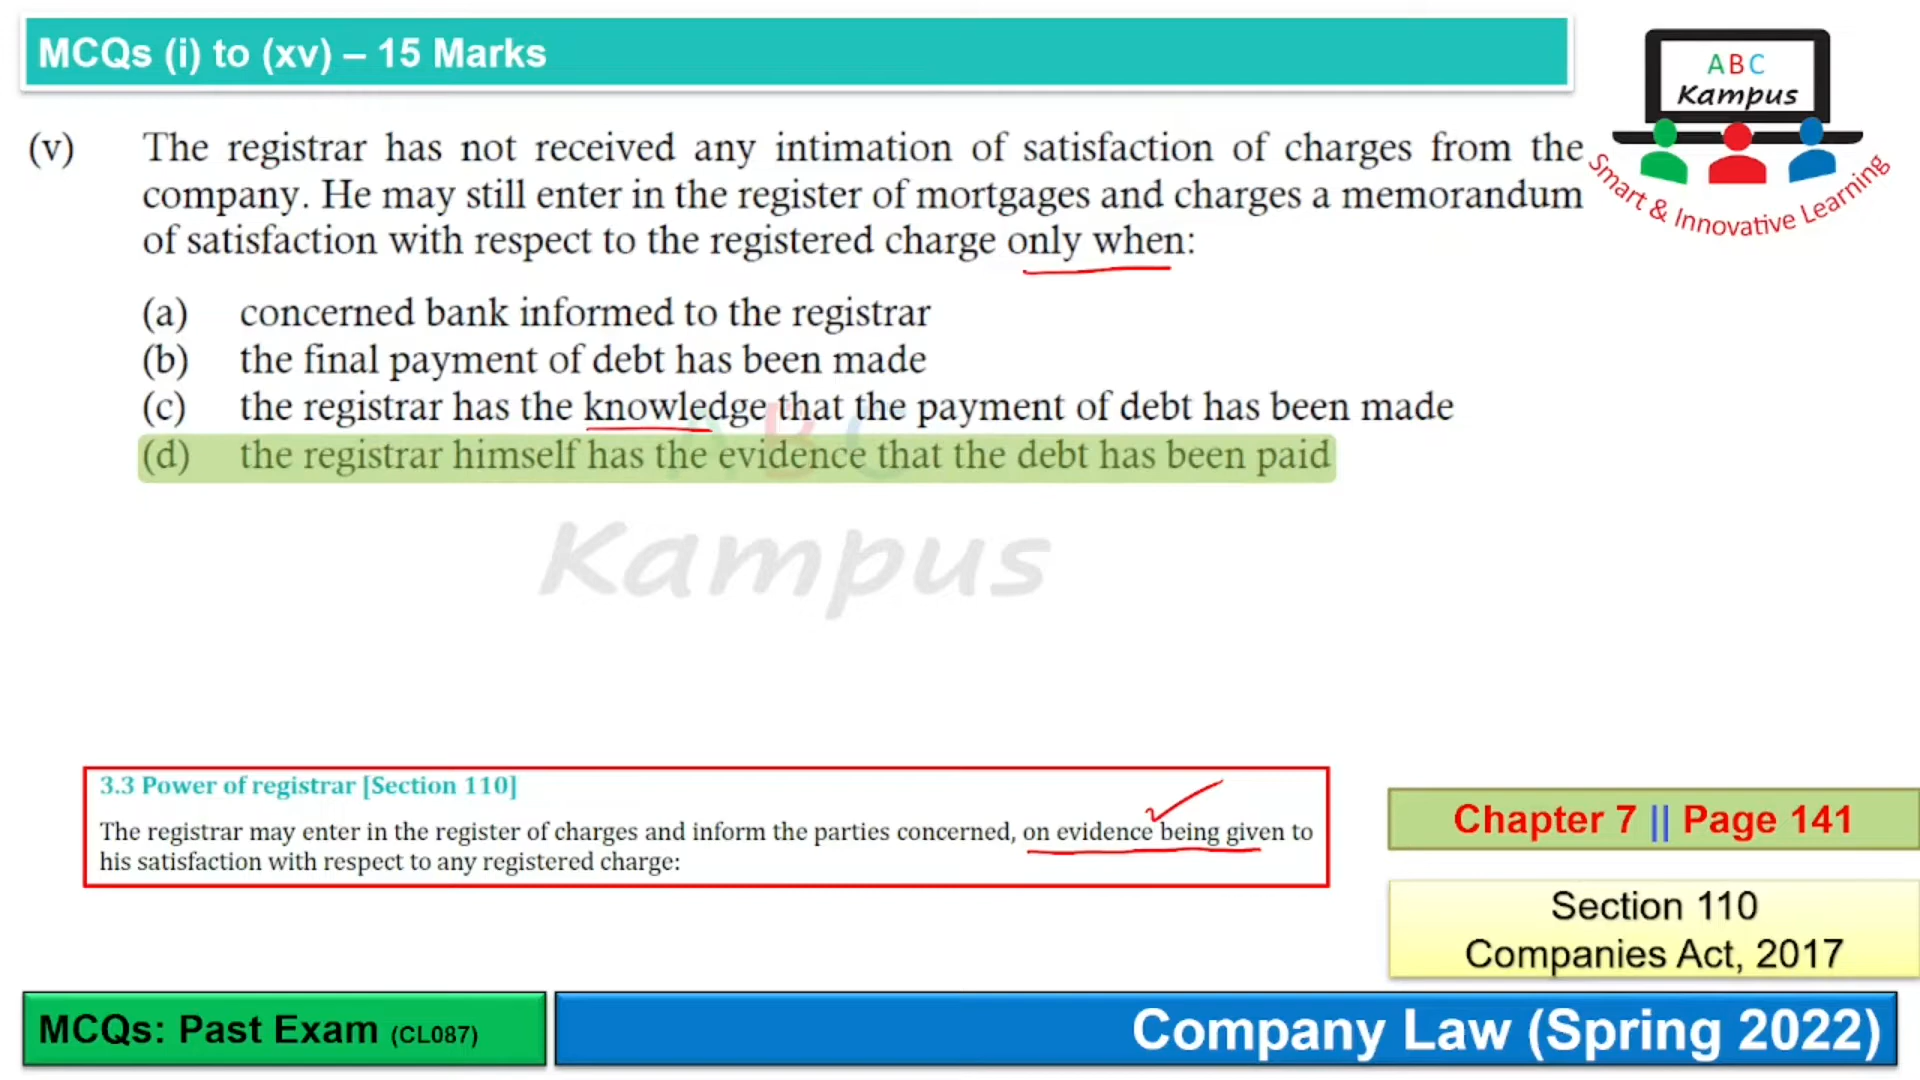 MCQs (i) to (xv) – 15 Marks
ABC
Kampus
Smart & Innovative Learning
(v) The registrar has not received any intimation of satisfaction of charges from the
company. He may still enter in the register of mortgages and charges a memorandum
of satisfaction with respect to the registered charge only when:
(a) concerned bank informed to the registrar
(b) the final payment of debt has been made
(c) the registrar has the knowledge that the payment of debt has been made
(d) the registrar himself has the evidence that the debt has been paid
ABC
Kampus
3.3 Power of registrar [Section 110]
The registrar may enter in the register of charges and inform the parties concerned, on evidence being given to
his satisfaction with respect to any registered charge:
Chapter 7 || Page 141
Section 110
Companies Act, 2017
MCQs: Past Exam (CL087)
Company Law (Spring 2022)